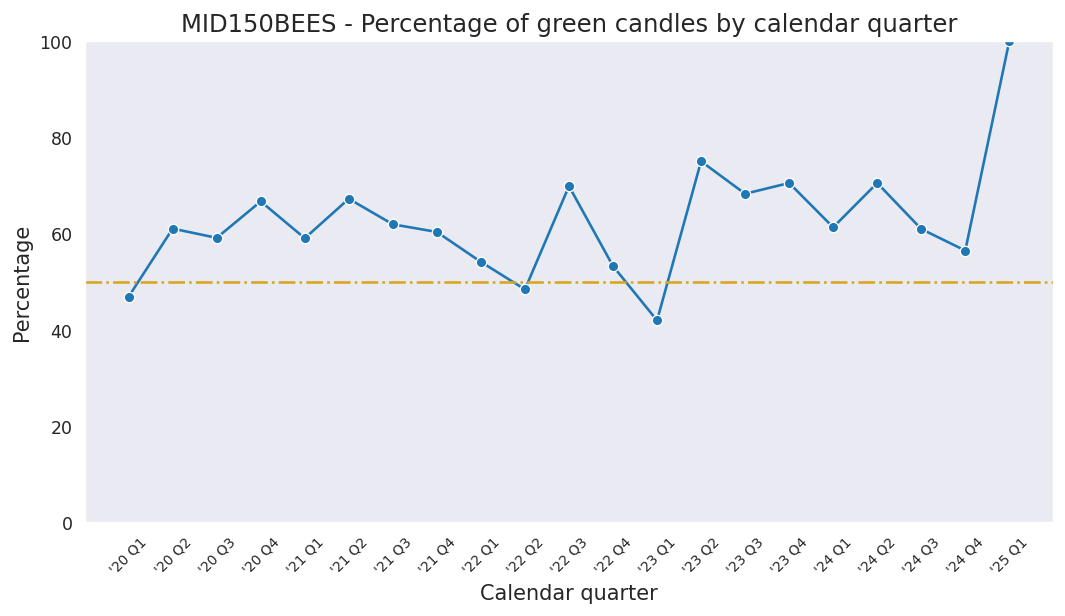 MID150BEES - Percentage of green candles by calendar quarter
100
80
60
40
20
0
Percentage
'20 Q1
'20 Q2
'20 Q3
'20 Q4
'21 Q1
'21 Q2
'21 Q3
'21 Q4
'22 Q1
'22 Q2
'22 Q3
'22 Q4
'23 Q1
'23 Q2
'23 Q3
'23 Q4
'24 Q1
'24 Q2
'24 Q3
'24 Q4
'25 Q1
Calendar quarter